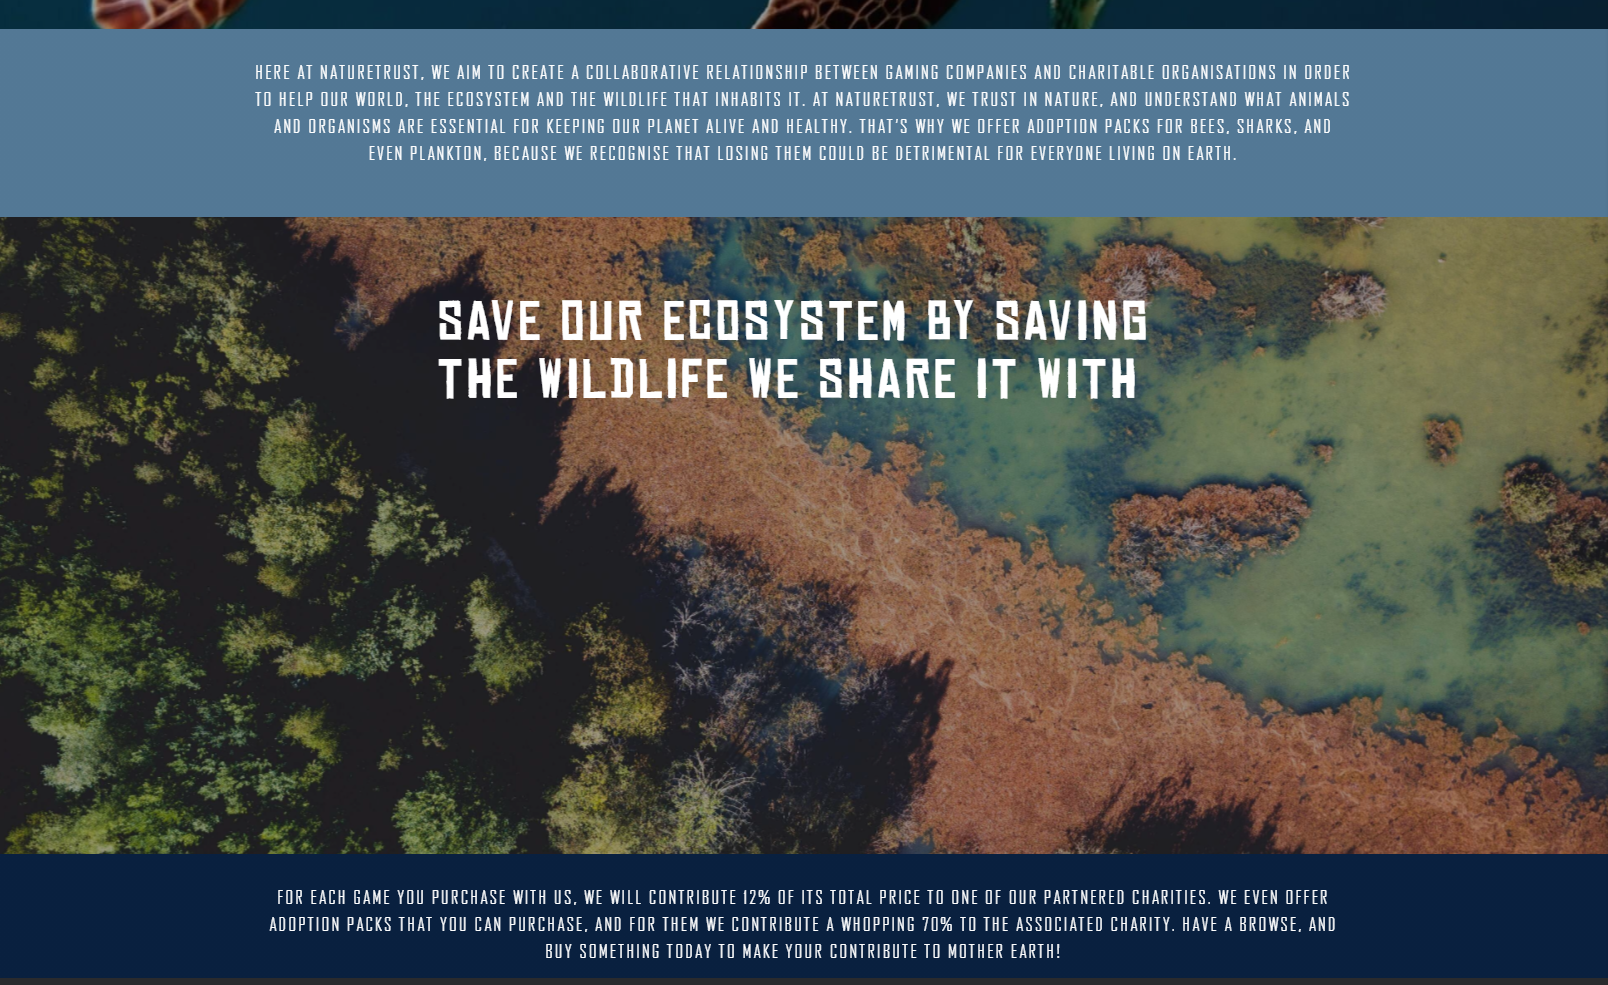 HERE AT NATURETRUST, WE AIM TO CREATE A COLLABORATIVE RELATIONSHIP BETWEEN GAMING COMPANIES AND CHARITABLE ORGANISATIONS IN ORDER
TO HELP OUR WORLD, THE ECOSYSTEM AND THE WILDLIFE THAT INHABITS IT. AT NATURETRUST, WE TRUST IN NATURE, AND UNDERSTAND WHAT ANIMALS
AND ORGANISMS ARE ESSENTIAL FOR KEEPING OUR PLANET ALIVE AND HEALTHY. THAT'S WHY WE OFFER ADOPTION PACKS FOR BEES, SHARKS, AND
EVEN PLANKTON, BECAUSE WE RECOGNISE THAT LOSING THEM COULD BE DETRIMENTAL FOR EVERYONE LIVING ON EARTH.
SAVE OUR ECOSYSTEM BY SAVING
THE WILDLIFE WE SHARE IT WITH
FOR EACH GAME YOU PURCHASE WITH US, WE WILL CONTRIBUTE 12% OF ITS TOTAL PRICE TO ONE OF OUR PARTNERED CHARITIES. WE EVEN OFFER
ADOPTION PACKS THAT YOU CAN PURCHASE, AND FOR THEM WE CONTRIBUTE A WHOPPING 70% TO THE ASSOCIATED CHARITY. HAVE A BROWSE, AND
BUY SOMETHING TODAY TO MAKE YOUR CONTRIBUTE TO MOTHER EARTH!